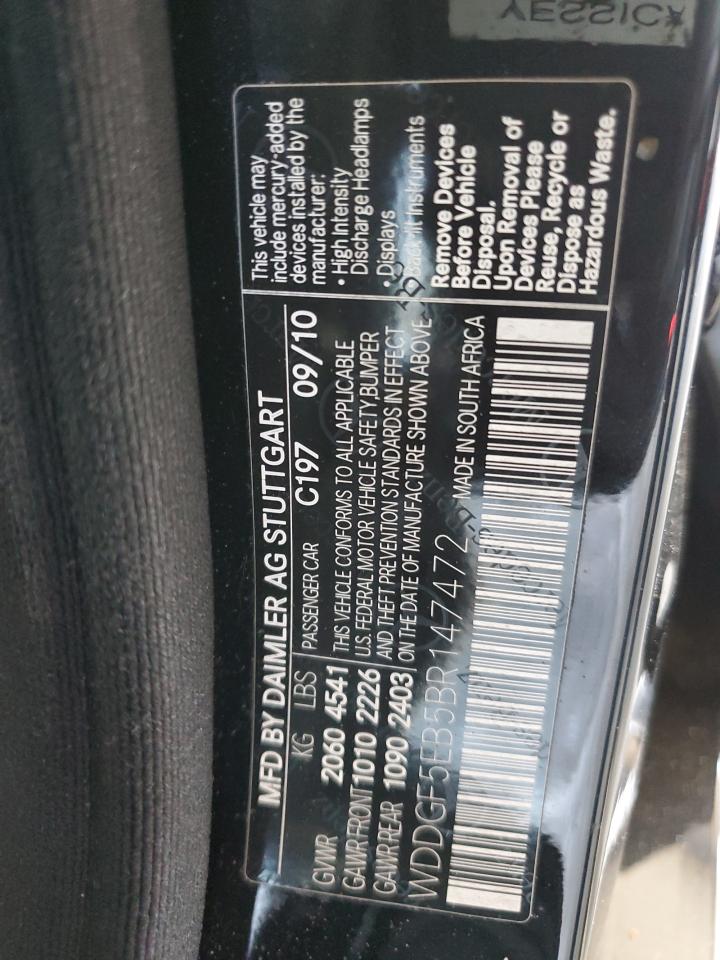 YESSICA
MFD BY DAIMLER AG STUTTGART
KG LBS
GVWR 2060 4541
GAWR FRONT 1010 2226
GAWR REAR 1090 2403
PASSENGER CAR C197 09/10
THIS VEHICLE CONFORMS TO ALL APPLICABLE
U.S. FEDERAL MOTOR VEHICLE SAFETY, BUMPER
AND THEFT PREVENTION STANDARDS IN EFFECT
ON THE DATE OF MANUFACTURE SHOWN ABOVE
WDDGF5EB5BR147472 MADE IN SOUTH AFRICA
This vehicle may
include mercury-added
devices installed by the
manufacturer:
• High Intensity
Discharge Headlamps
• Displays
• Back lit Instruments
Remove Devices
Before Vehicle
Disposal.
Upon Removal of
Devices Please
Reuse, Recycle or
Dispose as
Hazardous Waste.